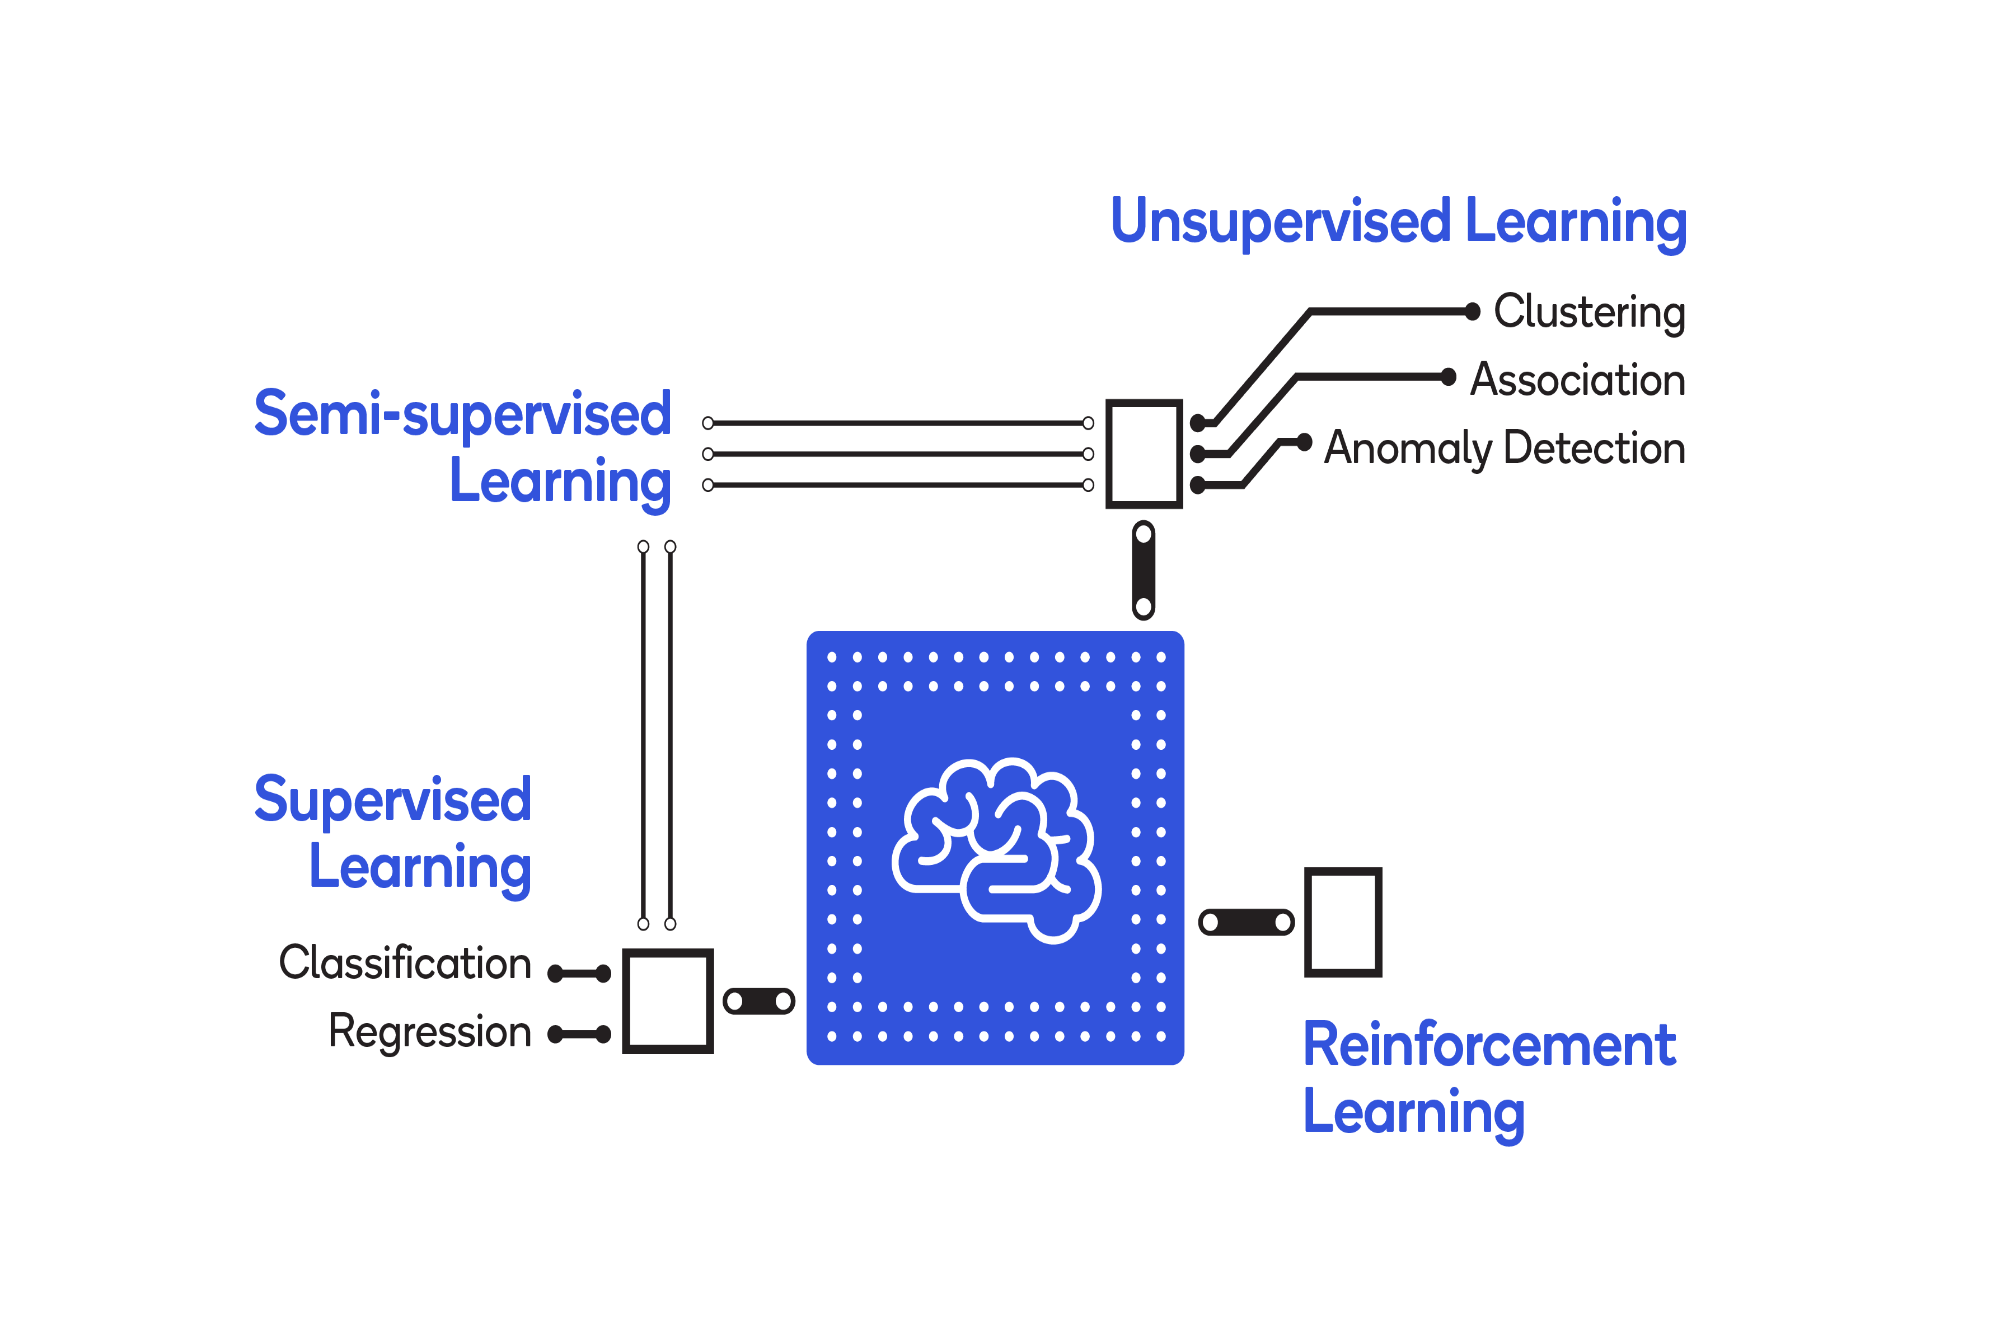 Unsupervised Learning
Clustering
Association
Anomaly Detection
Semi-supervised
Learning
Supervised
Learning
Classification
Regression
Reinforcement
Learning